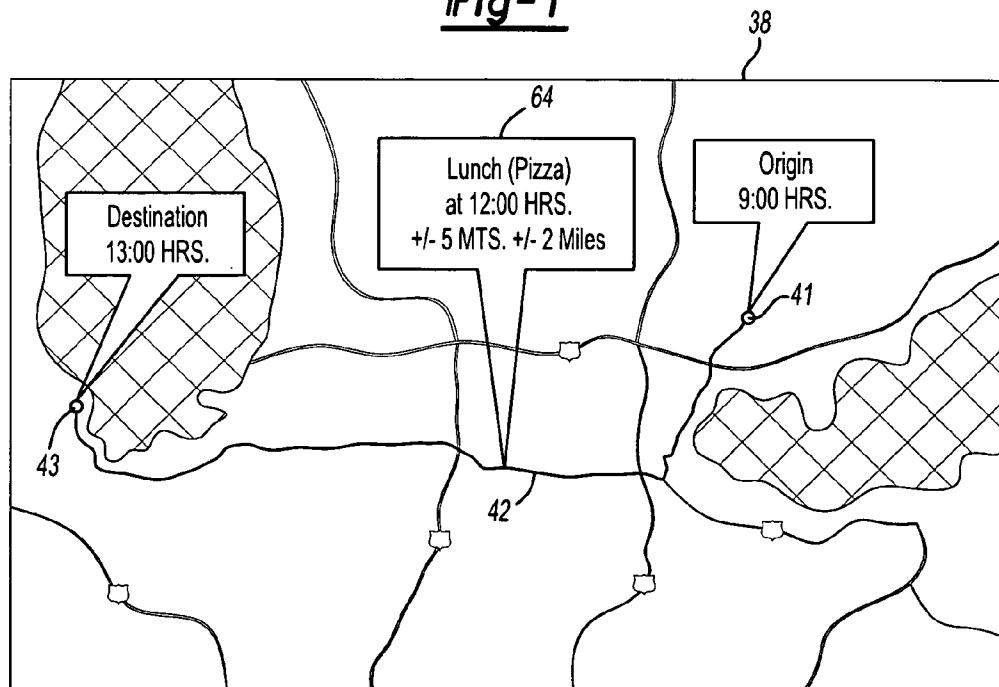 Fig-1
38
64
Lunch (Pizza)
at 12:00 HRS.
+/- 5 MTS. +/- 2 Miles
Origin
9:00 HRS.
Destination
13:00 HRS.
41
43
42